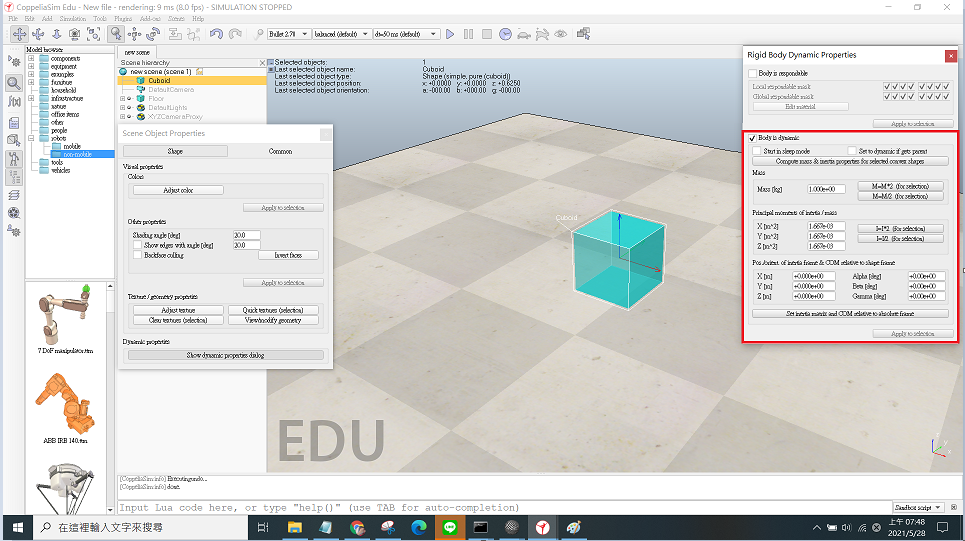 CoppeliaSim Edu - New file - rendering: 9 ms (8.0 fps) - SIMULATION STOPPED
File Edit Add Simulation Tools Plugins Add-ons Scenes Help
Bullet 2.78 balanced (default) dt=50 ms (default)
Model browser
components
equipment
examples
furniture
household
infrastructure
nature
office items
other
people
robots
mobile
non-mobile
tools
vehicles
new scene
Scene hierarchy
new scene (scene 1)
Cuboid
DefaultCamera
Floor
DefaultLights
XYZCameraProxy
Selected objects: 1
Last selected object name: Cuboid
Last selected object type: Shape (simple, pure (cuboid))
Last selected object position: x: +0.0000 y: +0.0000 z: +0.6250
Last selected object orientation: a: -000.00 b: +000.00 g: -000.00
Scene Object Properties
Shape Common
Visual properties
Colors
Adjust color
Apply to selection
Other properties
Shading angle [deg] 20.0
Show edges with angle [deg] 20.0
Backface culling Invert faces
Apply to selection
Texture / geometry properties
Adjust texture Quick textures (selection)
Clear textures (selection) View/modify geometry
Dynamic properties
Show dynamic properties dialog
Cuboid
Rigid Body Dynamic Properties
Body is respondable
Local respondable mask
Global respondable mask
Edit material
Apply to selection
Body is dynamic
Start in sleep mode Set to dynamic if gets parent
Compute mass & inertia properties for selected convex shapes
Mass
Mass [kg] 1.000e+00 M=M*2 (for selection)
M=M/2 (for selection)
Principal moments of inertia / mass
X [m^2] 1.667e-03 I=I*2 (for selection)
Y [m^2] 1.667e-03 I=I/2 (for selection)
Z [m^2] 1.667e-03
Pos./orient. of inertia frame & COM relative to shape frame
X [m] +0.000e+00 Alpha [deg] +0.00e+00
Y [m] +0.000e+00 Beta [deg] +0.00e+00
Z [m] +0.000e+00 Gamma [deg] +0.00e+00
Set inertia matrix and COM relative to absolute frame
Apply to selection
7 DoF manipulator.ttm
ABB IRB 140.ttm
EDU
[CoppeliaSim:info] Executing undo...
[CoppeliaSim:info] done.
Input Lua code here, or type "help()" (use TAB for auto-completion)
Sandbox script
在這裡輸入文字來搜尋
上午 07:48
2021/5/28